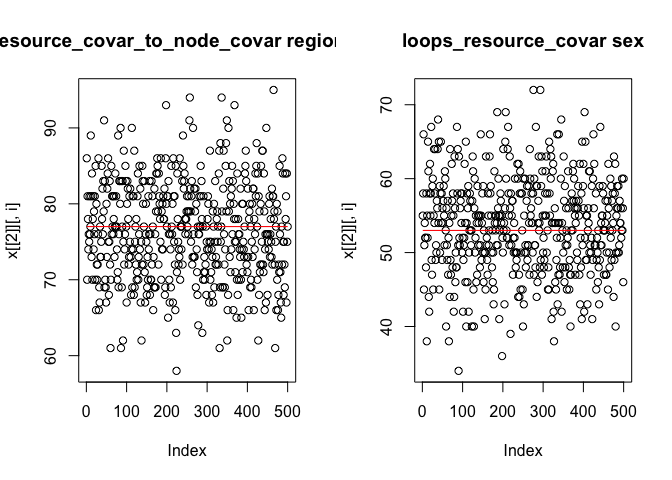 esource_covar_to_node_covar region
loops_resource_covar sex
x[[2]][, i]
60
70
80
90
0 100 200 300 400 500
Index
x[[2]][, i]
40
50
60
70
0 100 200 300 400 500
Index